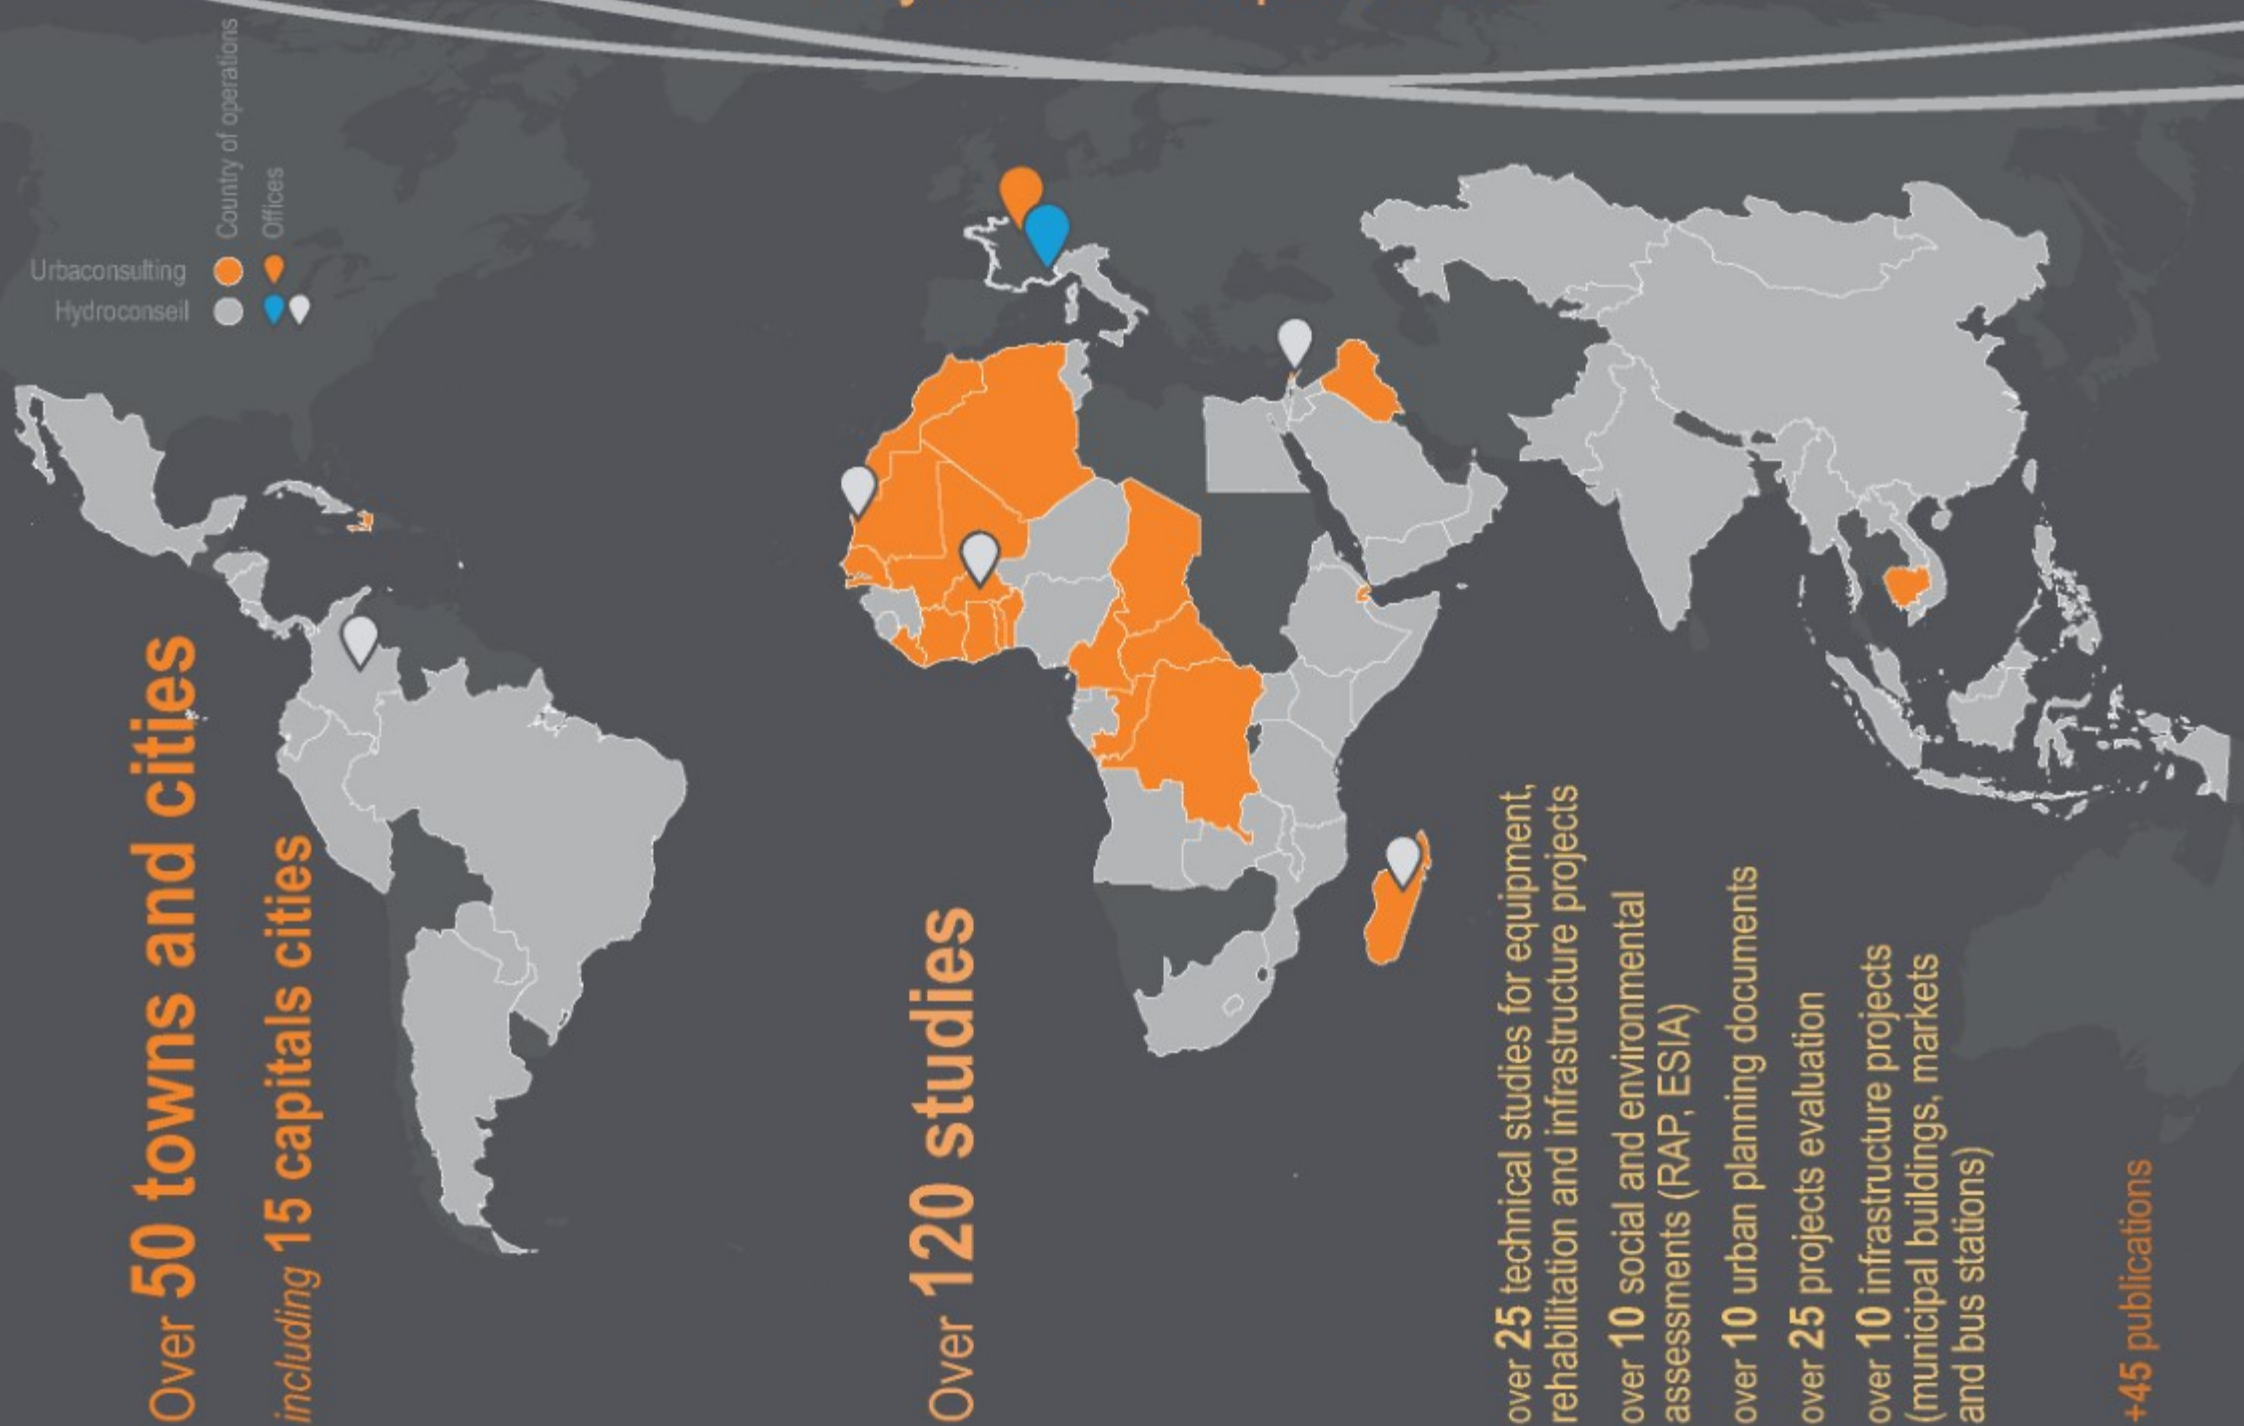 Country of operations
Offices
Urbaconsulting
Hydroconseil
Over 50 towns and cities
including 15 capitals cities
Over 120 studies
over 25 technical studies for equipment,
rehabilitation and infrastructure projects
over 10 social and environmental
assessments (RAP, ESIA)
over 10 urban planning documents
over 25 projects evaluation
over 10 infrastructure projects
(municipal buildings, markets
and bus stations)
+45 publications